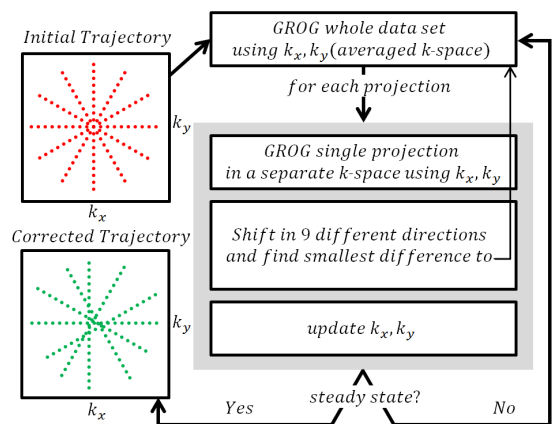 Initial Trajectory
k_y
k_x
Corrected Trajectory
k_y
k_x
GROG whole data set
using k_x, k_y (averaged k-space)
for each projection
GROG single projection
in a separate k-space using k_x, k_y
Shift in 9 different directions
and find smallest difference to
update k_x, k_y
steady state?
Yes
No